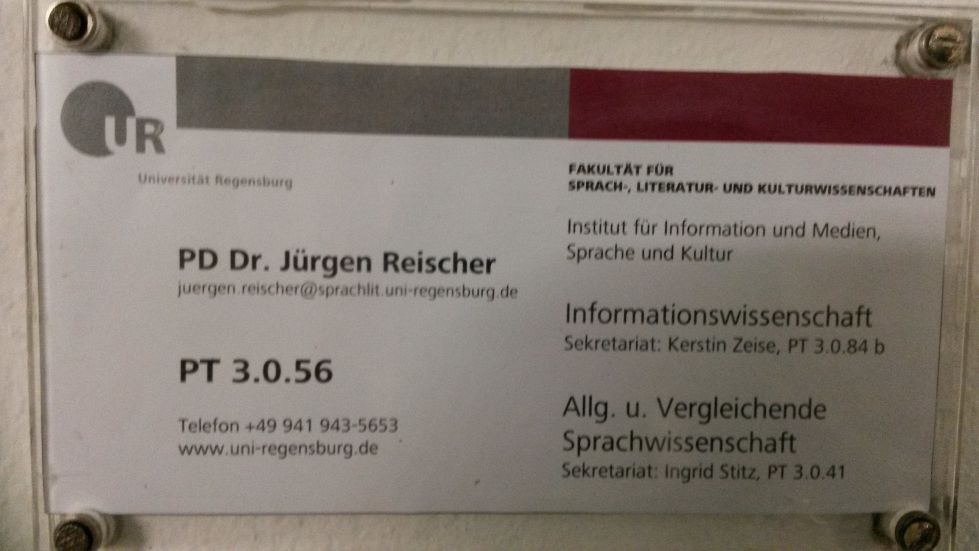 UR
Universität Regensburg
PD Dr. Jürgen Reischer
juergen.reischer@sprachlit.uni-regensburg.de
PT 3.0.56
Telefon +49 941 943-5653
www.uni-regensburg.de
FAKULTÄT FÜR
SPRACH-, LITERATUR- UND KULTURWISSENSCHAFTEN
Institut für Information und Medien,
Sprache und Kultur
Informationswissenschaft
Sekretariat: Kerstin Zeise, PT 3.0.84 b
Allg. u. Vergleichende
Sprachwissenschaft
Sekretariat: Ingrid Stitz, PT 3.0.41